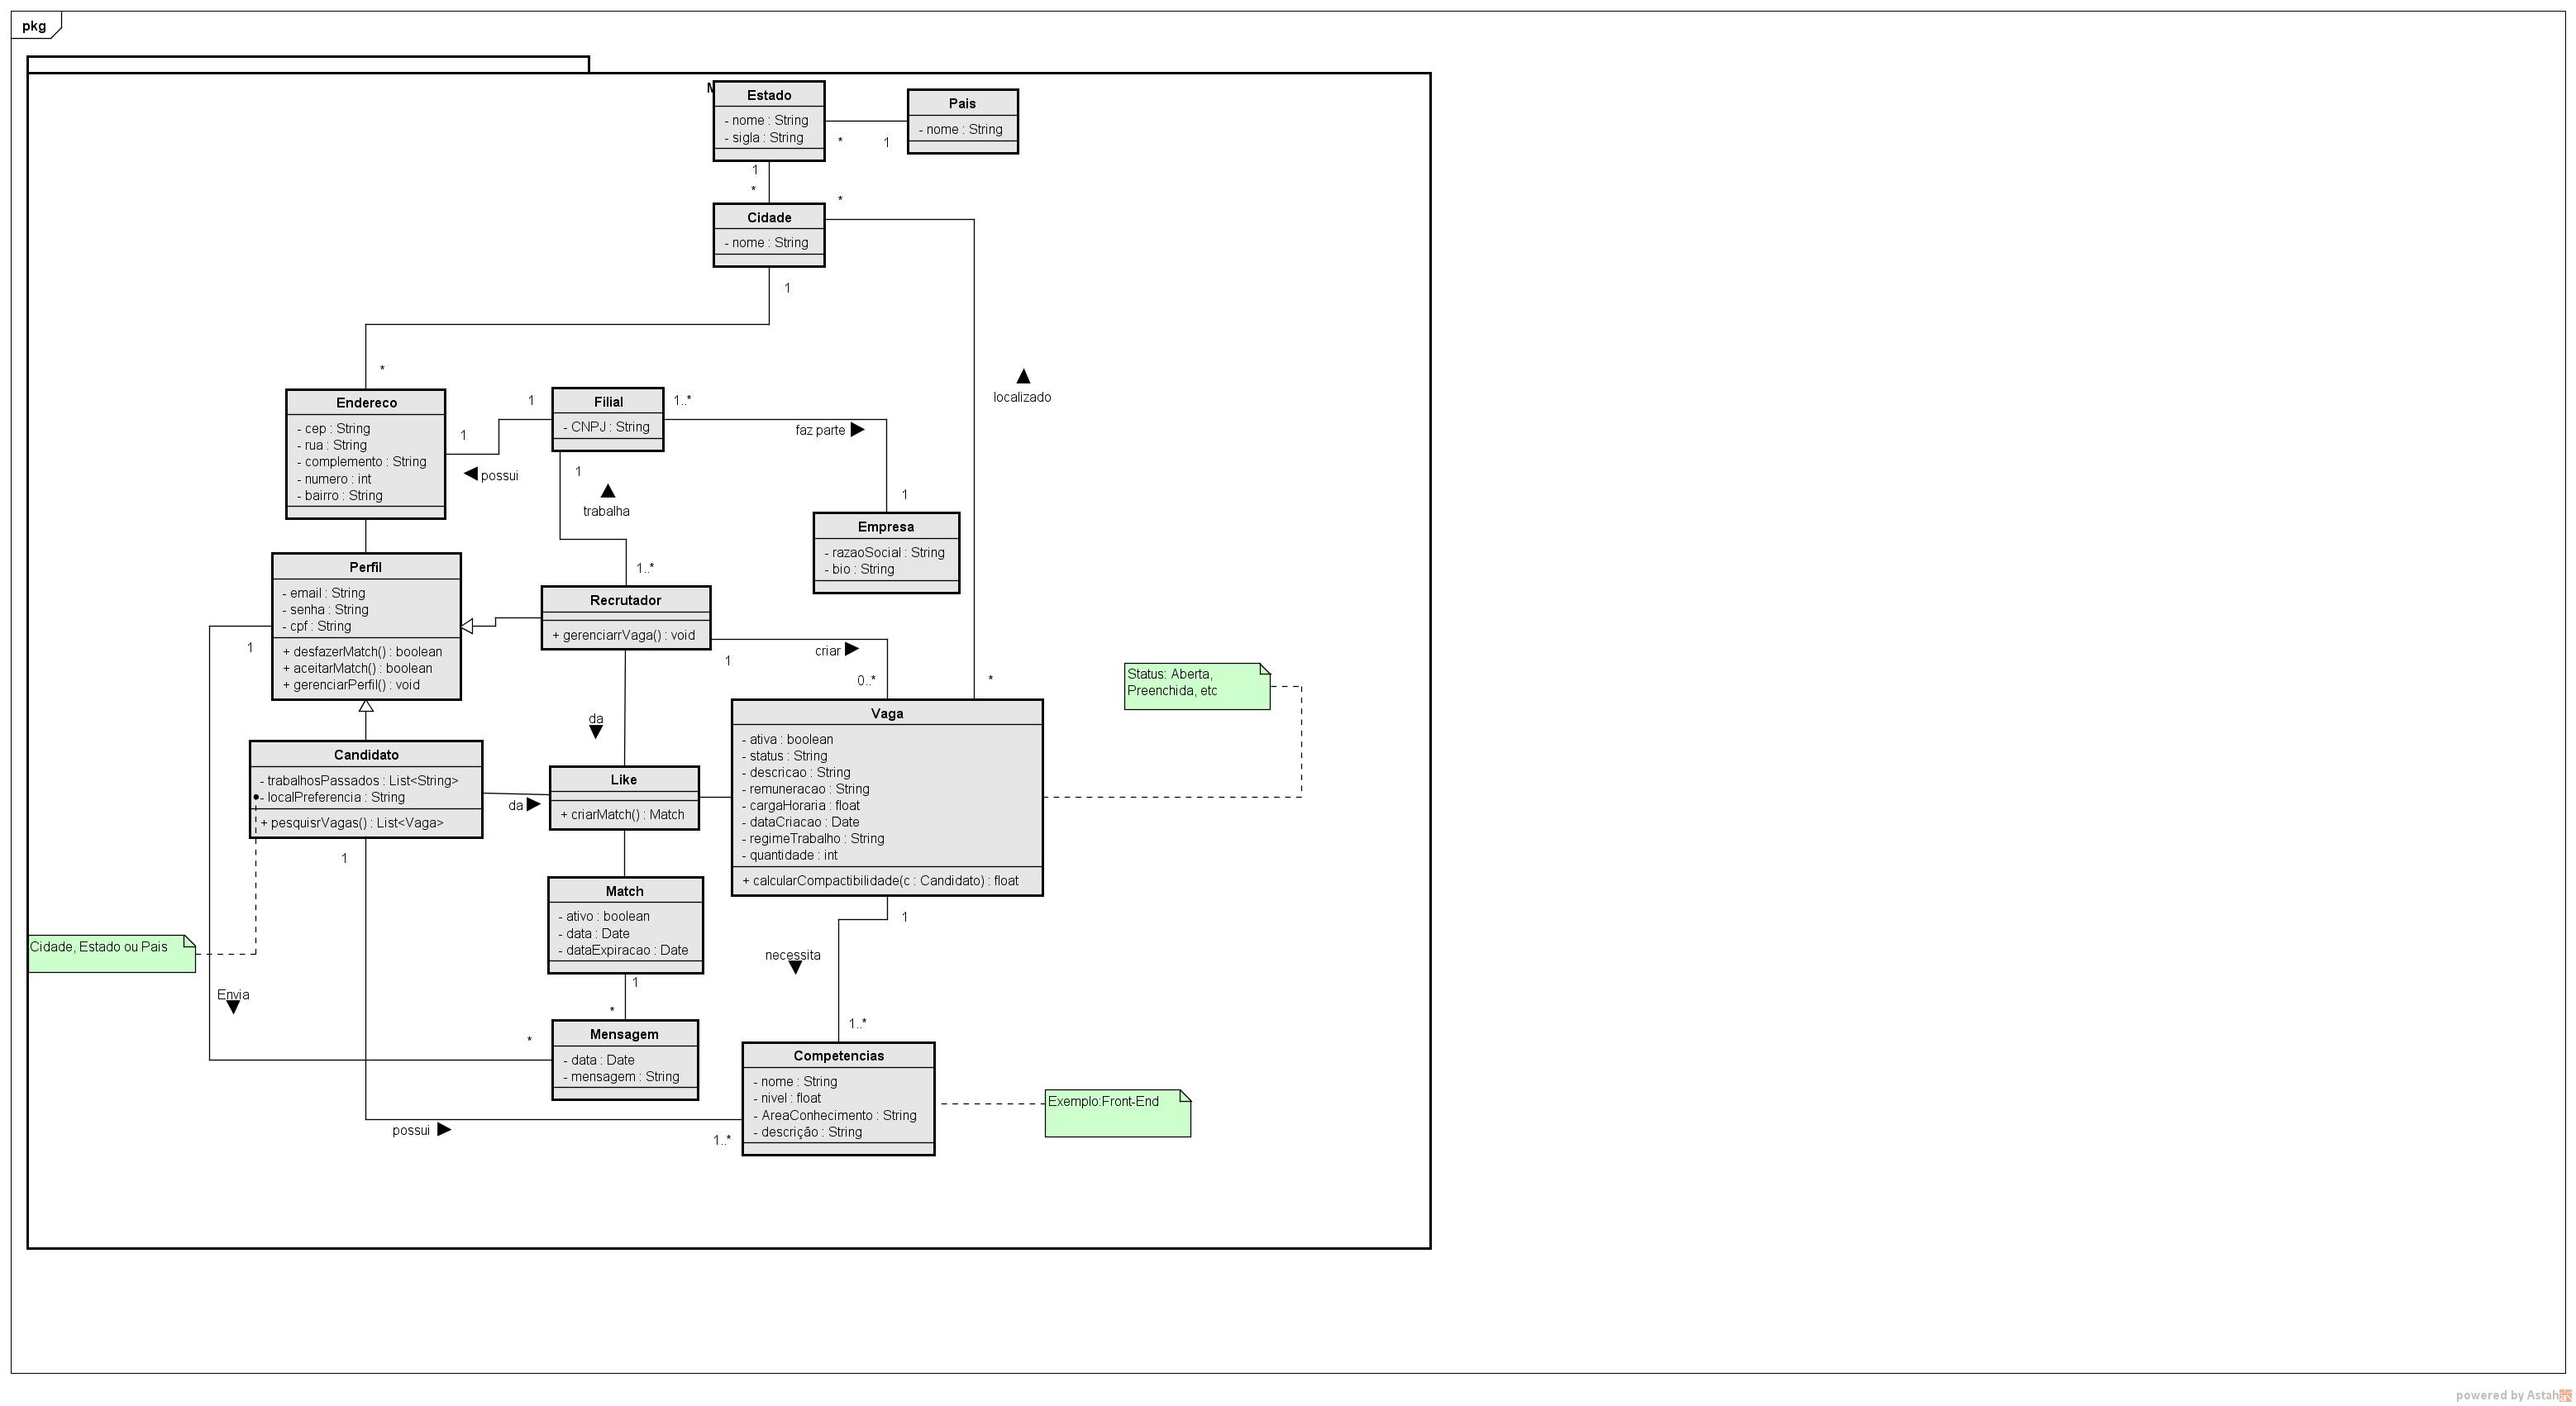 pkg
M
Estado
- nome : String
- sigla : String
Pais
- nome : String
*
1
1
*
*
Cidade
- nome : String
1
*
localizado
Endereco
- cep : String
- rua : String
- complemento : String
- numero : int
- bairro : String
1
1
possui
Filial
- CNPJ : String
1..*
faz parte
1
trabalha
1
1..*
Empresa
- razaoSocial : String
- bio : String
Perfil
- email : String
- senha : String
- cpf : String
+ desfazerMatch() : boolean
+ aceitarMatch() : boolean
+ gerenciarPerfil() : void
1
Recrutador
+ gerenciarrVaga() : void
criar
1
0..*
*
Status: Aberta,
Preenchida, etc
da
Vaga
- ativa : boolean
- status : String
- descricao : String
- remuneracao : String
- cargaHoraria : float
- dataCriacao : Date
- regimeTrabalho : String
- quantidade : int
+ calcularCompactibilidade(c : Candidato) : float
Candidato
- trabalhosPassados : List<String>
- localPreferencia : String
+ pesquisrVagas() : List<Vaga>
da
Like
+ criarMatch() : Match
1
Match
- ativo : boolean
- data : Date
- dataExpiracao : Date
1
necessita
Cidade, Estado ou Pais
Envia
1
*
*
1..*
Mensagem
- data : Date
- mensagem : String
Competencias
- nome : String
- nivel : float
- AreaConhecimento : String
- descrição : String
Exemplo:Front-End
possui
1..*
powered by Astah